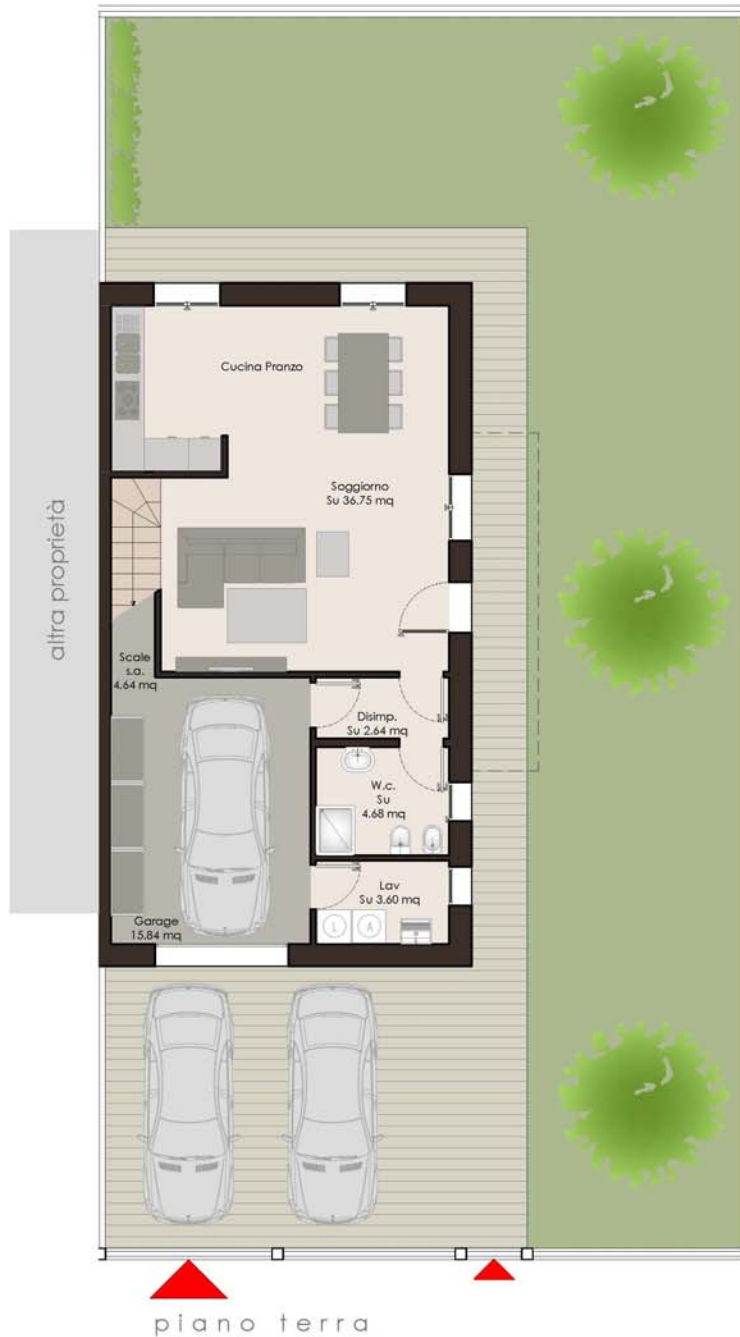 Cucina Pranzo
Soggiorno
Su 36.75 mq
altra proprietà
Scale
s.a.
4.64 mq
Disimp.
Su 2.64 mq
W.c.
Su
4.68 mq
Lav
Su 3.60 mq
L A
Garage
15.84 mq
piano terra